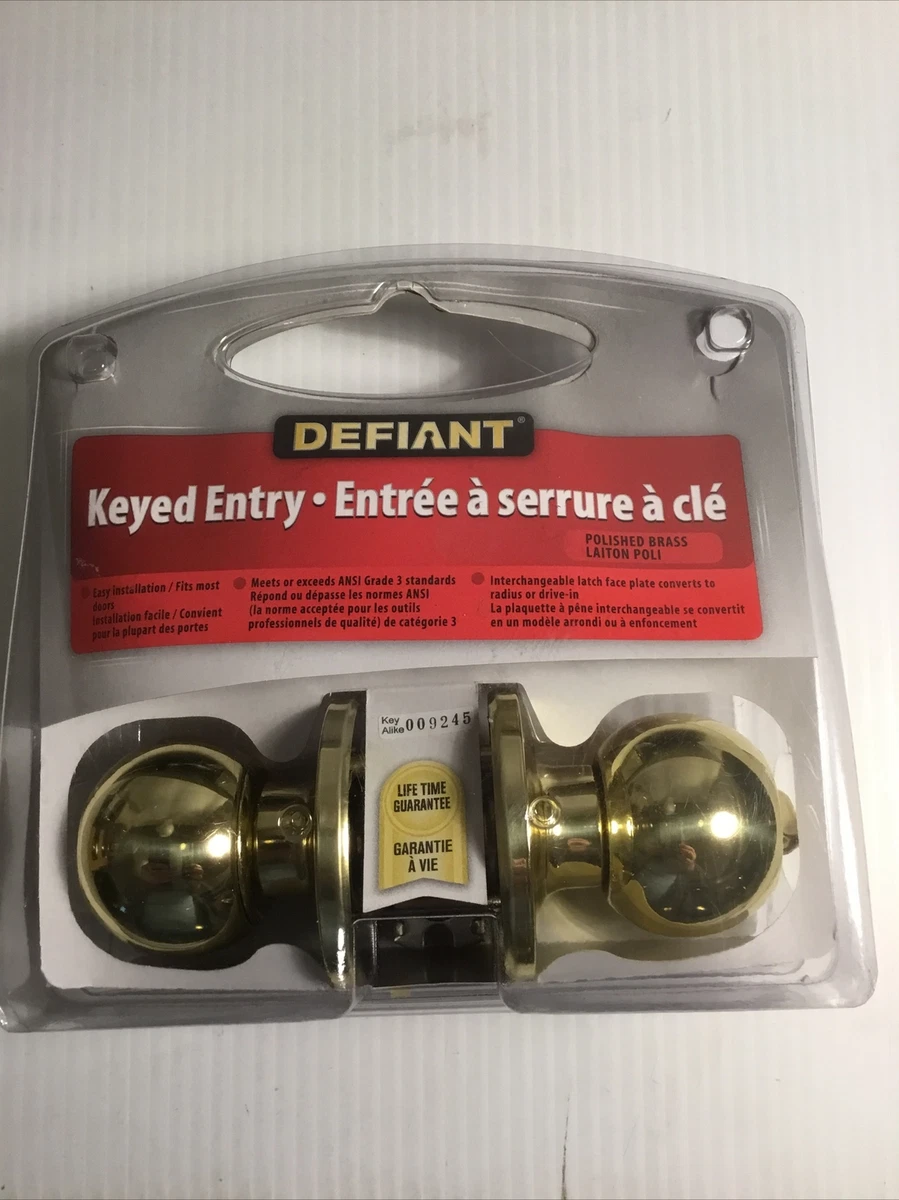 DEFIANT®
Keyed Entry • Entrée à serrure à clé
POLISHED BRASS
LAITON POLI
Easy installation / Fits most
doors
Installation facile / Convient
pour la plupart des portes
Meets or exceeds ANSI Grade 3 standards
Répond ou dépasse les normes ANSI
(la norme acceptée pour les outils
professionnels de qualité) de catégorie 3
Interchangeable latch face plate converts to
radius or drive-in
La plaquette à pêne interchangeable se convertit
en un modèle arrondi ou à enfoncement
Key
Alike 009245
LIFE TIME
GUARANTEE
GARANTIE
À VIE